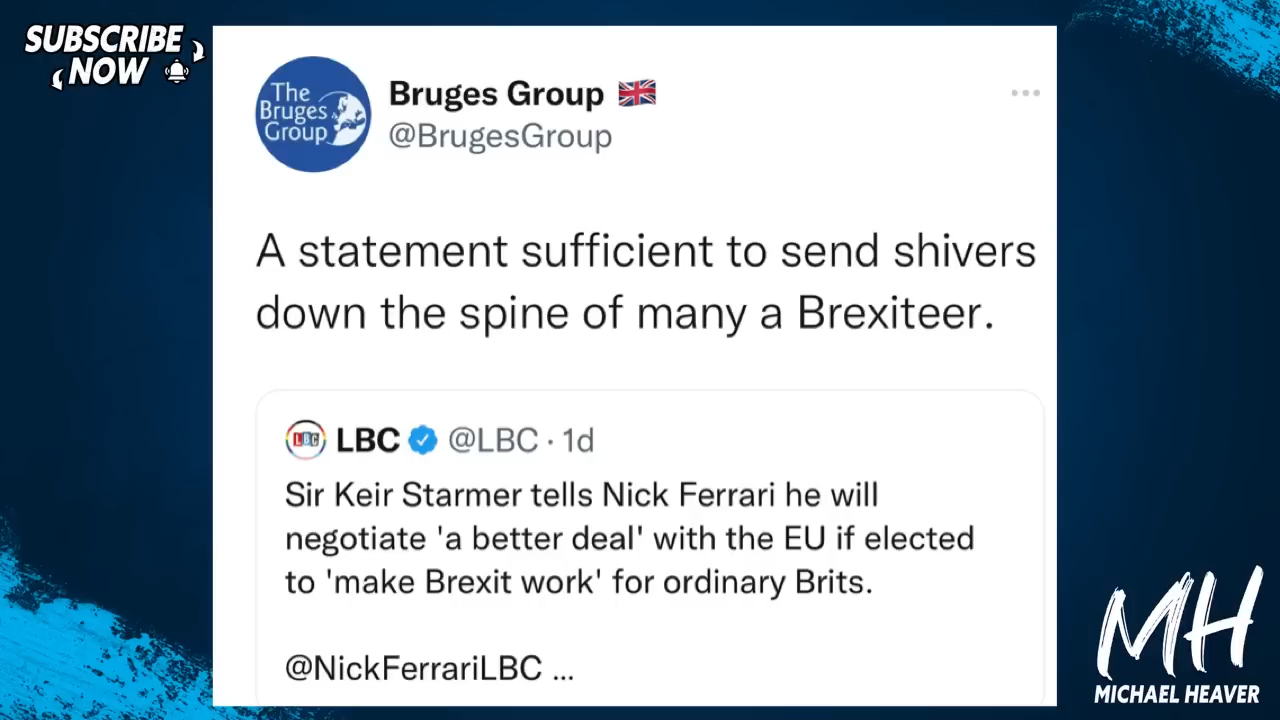 SUBSCRIBE
NOW
The
Bruges
Group
Bruges Group 🇬🇧
@BrugesGroup
A statement sufficient to send shivers
down the spine of many a Brexiteer.
LBC
LBC @LBC · 1d
Sir Keir Starmer tells Nick Ferrari he will
negotiate 'a better deal' with the EU if elected
to 'make Brexit work' for ordinary Brits.
@NickFerrariLBC ...
MH
MICHAEL HEAVER